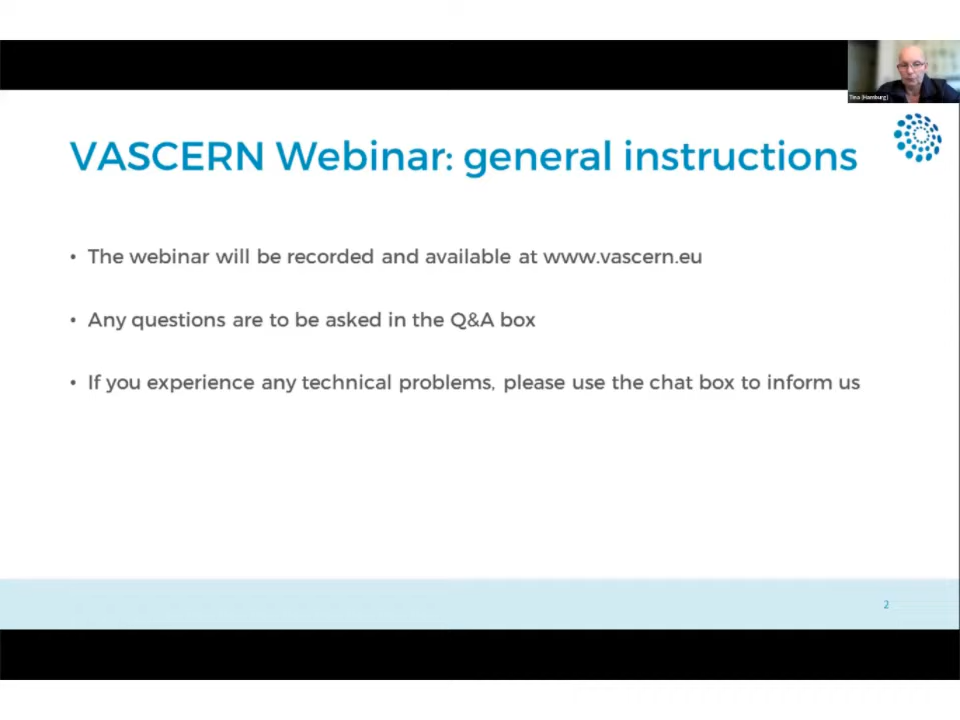 Tina (Hamburg)
VASCERN Webinar: general instructions
• The webinar will be recorded and available at www.vascern.eu
• Any questions are to be asked in the Q&A box
• If you experience any technical problems, please use the chat box to inform us
2